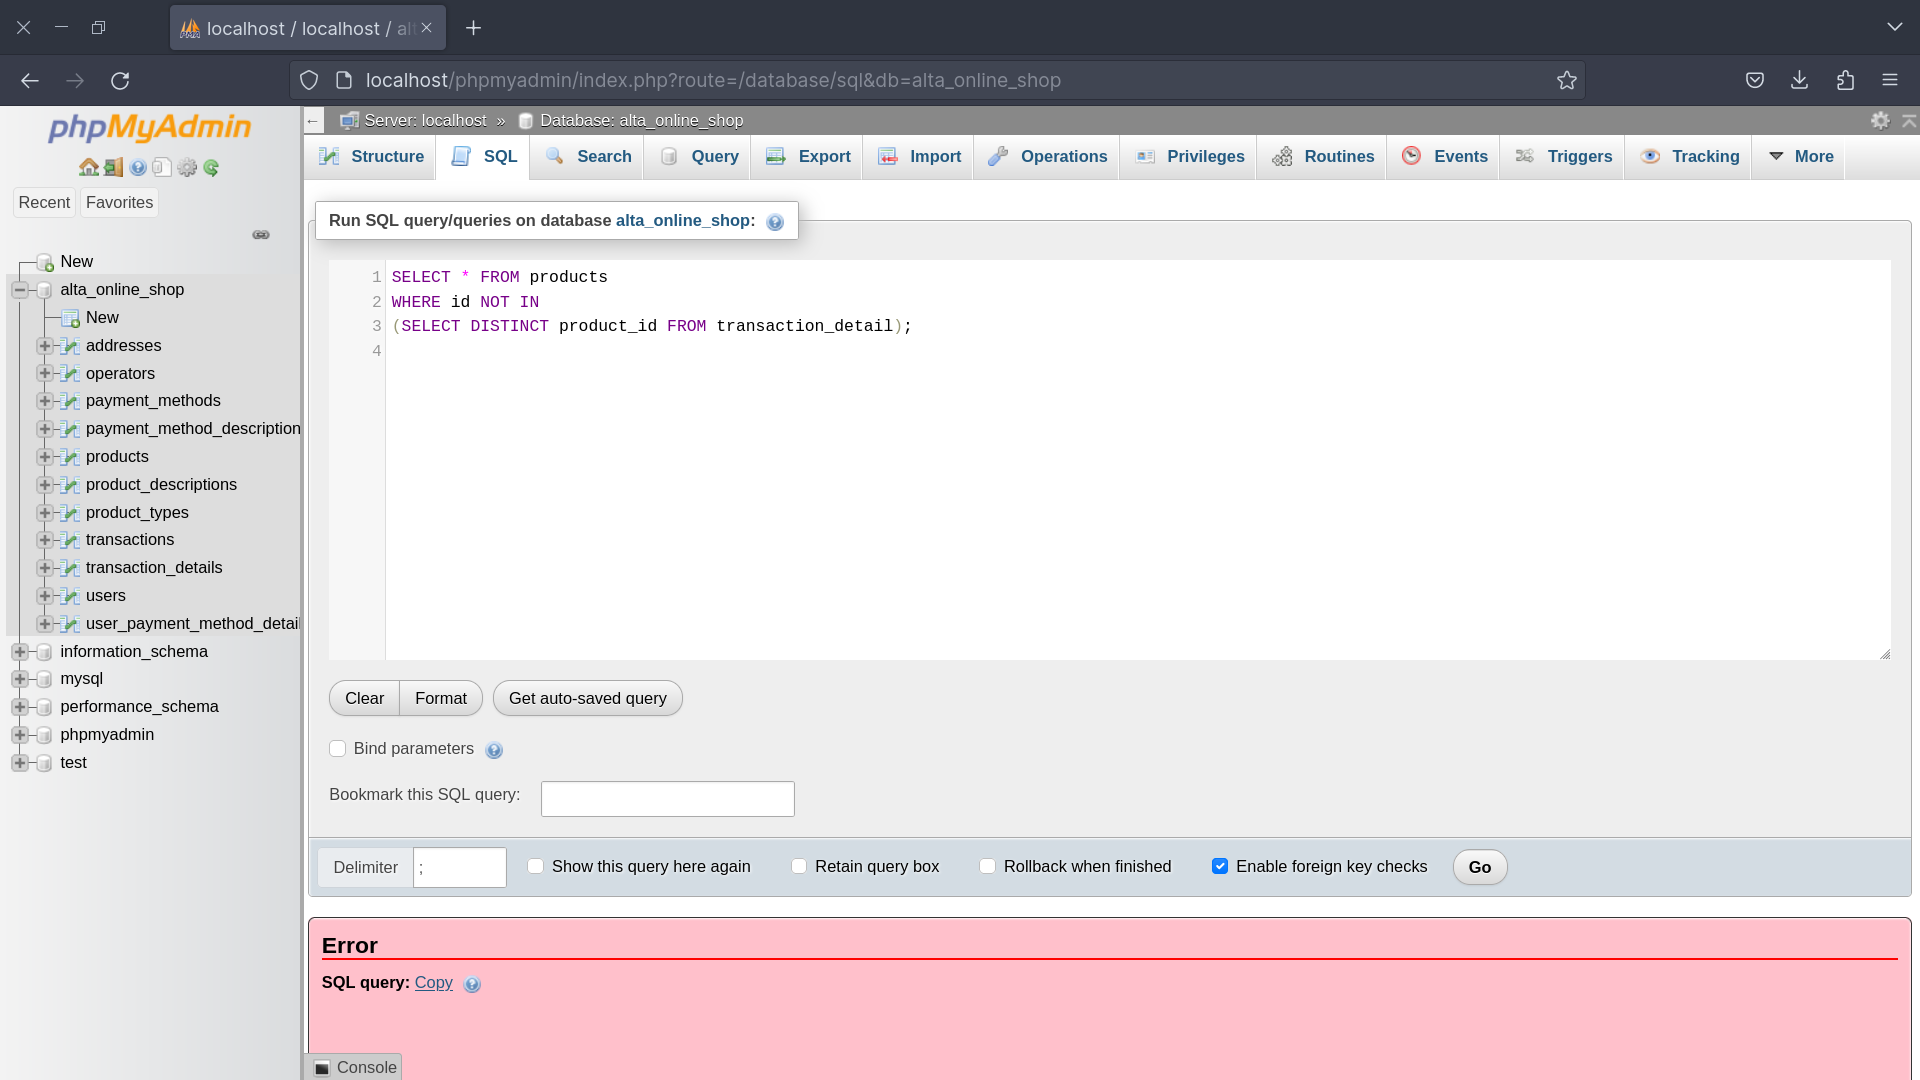 localhost / localhost / alt
localhost/phpmyadmin/index.php?route=/database/sql&db=alta_online_shop
phpMyAdmin
Recent
Favorites
New
alta_online_shop
New
addresses
operators
payment_methods
payment_method_description
products
product_descriptions
product_types
transactions
transaction_details
users
user_payment_method_detail
information_schema
mysql
performance_schema
phpmyadmin
test
← Server: localhost » Database: alta_online_shop
Structure SQL Search Query Export Import Operations Privileges Routines Events Triggers Tracking More
Run SQL query/queries on database alta_online_shop:
1 SELECT * FROM products
2 WHERE id NOT IN
3 (SELECT DISTINCT product_id FROM transaction_detail);
4
Clear Format Get auto-saved query
Bind parameters
Bookmark this SQL query:
Delimiter ; Show this query here again Retain query box Rollback when finished Enable foreign key checks Go
Error
SQL query: Copy
Console